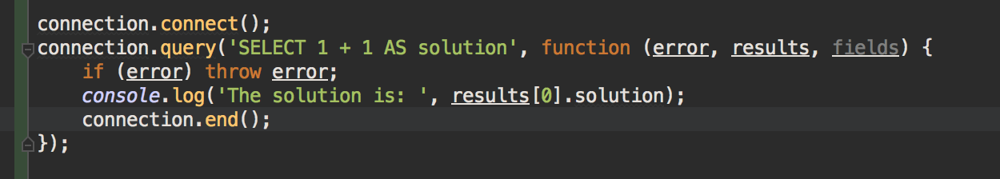 connection.connect();
connection.query('SELECT 1 + 1 AS solution', function (error, results, fields) {
    if (error) throw error;
    console.log('The solution is: ', results[0].solution);
    connection.end();
});